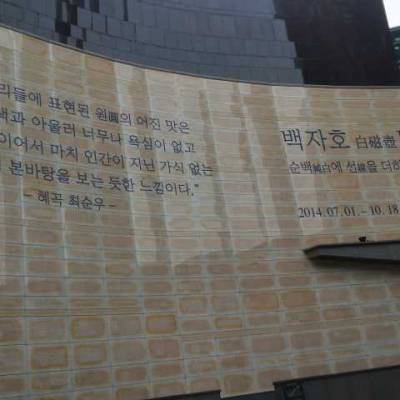 리들에 표현된 원圓의 어진 맛은
아울러 너무나 욕심이 없고
이어서 마치 인간이 지닌 가식 없는
본바탕을 보는 듯한 느낌이다."
- 혜곡 최순우 -
백자호 白磁壺
순백純白에 선線을 더하
2014.07.01.– 10.18